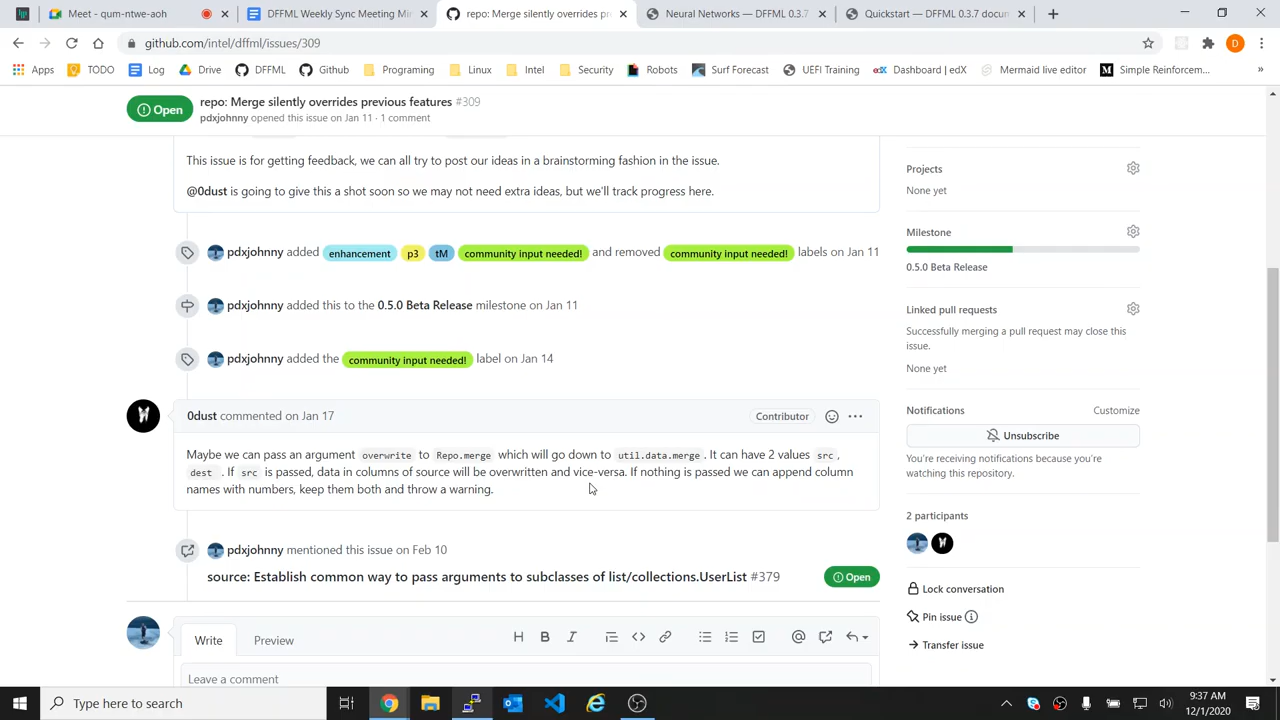 Meet - qum-ntwe-aoh
DFFML Weekly Sync Meeting Mi
repo: Merge silently overrides pr
Neural Networks — DFFML 0.3.7
Quickstart — DFFML 0.3.7 docum
github.com/intel/dffml/issues/309
D
Apps
TODO
Log
Drive
DFFML
Github
Programing
Linux
Intel
Security
Robots
Surf Forecast
UEFI Training
Dashboard | edX
Mermaid live editor
Simple Reinforcem...
»
Open
repo: Merge silently overrides previous features #309
pdxjohnny opened this issue on Jan 11 · 1 comment
This issue is for getting feedback, we can all try to post our ideas in a brainstorming fashion in the issue.
@0dust is going to give this a shot soon so we may not need extra ideas, but we'll track progress here.
pdxjohnny added enhancement p3 tM community input needed! and removed community input needed! labels on Jan 11
pdxjohnny added this to the 0.5.0 Beta Release milestone on Jan 11
pdxjohnny added the community input needed! label on Jan 14
0dust commented on Jan 17
Contributor
Maybe we can pass an argument overwrite to Repo.merge which will go down to util.data.merge. It can have 2 values src,
dest . If src is passed, data in columns of source will be overwritten and vice-versa. If nothing is passed we can append column
names with numbers, keep them both and throw a warning.
pdxjohnny mentioned this issue on Feb 10
source: Establish common way to pass arguments to subclasses of list/collections.UserList #379
Open
Write
Preview
Leave a comment
Projects
None yet
Milestone
0.5.0 Beta Release
Linked pull requests
Successfully merging a pull request may close this
issue.
None yet
Notifications
Customize
Unsubscribe
You're receiving notifications because you're
watching this repository.
2 participants
Lock conversation
Pin issue
Transfer issue
Type here to search
9:37 AM
12/1/2020